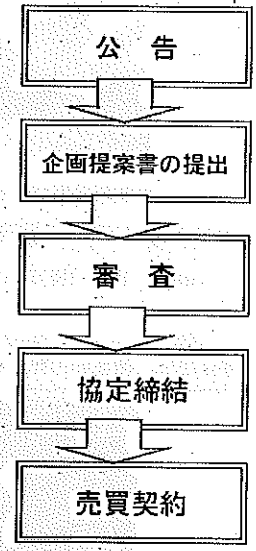 公　告
企画提案書の提出
審　査
協定締結
売買契約